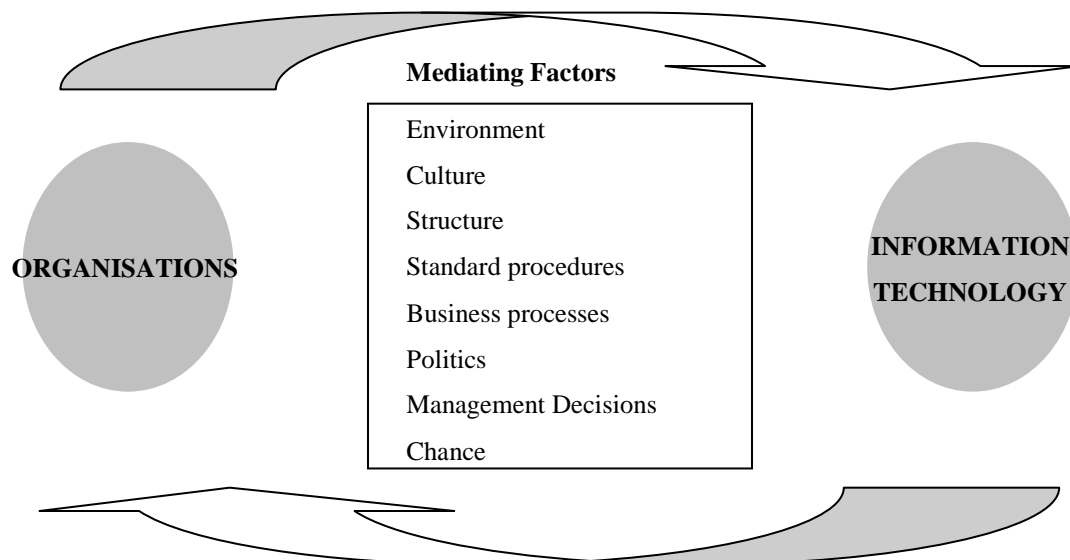 Mediating Factors
Environment
Culture
Structure
Standard procedures
Business processes
Politics
Management Decisions
Chance
ORGANISATIONS
INFORMATION
TECHNOLOGY